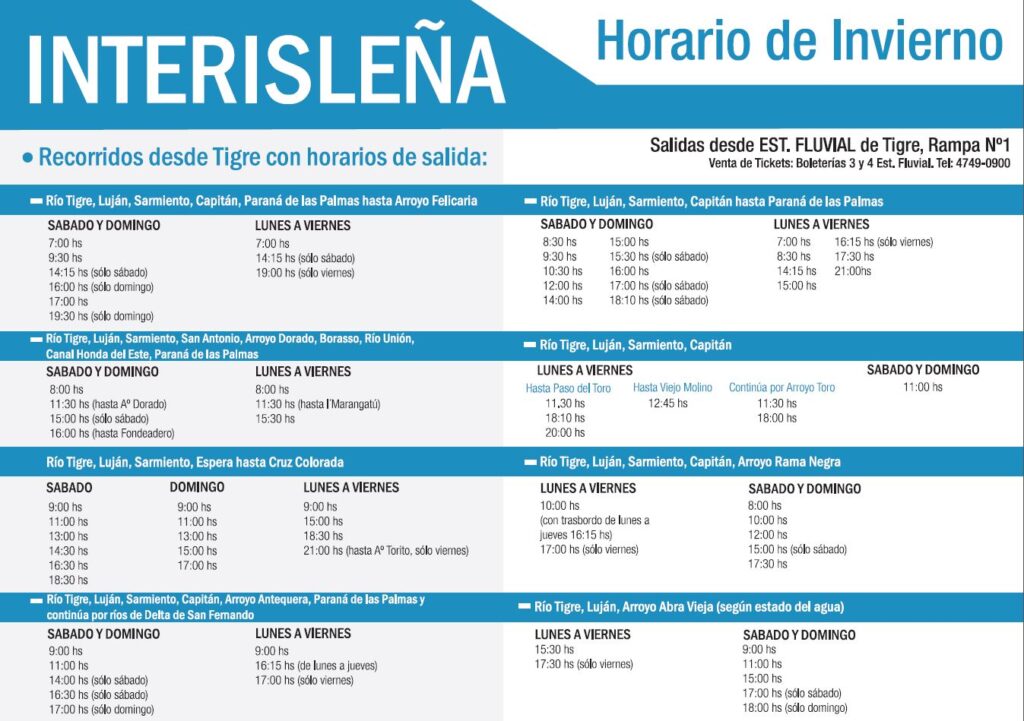 INTERISLEÑA
Horario de Invierno
• Recorridos desde Tigre con horarios de salida:
Salidas desde EST. FLUVIAL de Tigre, Rampa Nº1
Venta de Tickets: Boleterías 3 y 4 Est. Fluvial. Tel: 4749-0900
Río Tigre, Luján, Sarmiento, Capitán, Paraná de las Palmas hasta Arroyo Felicaria
SABADO Y DOMINGO
7:00 hs
9:30 hs
14:15 hs (sólo sábado)
16:00 hs (sólo domingo)
17:00 hs
19:30 hs (sólo domingo)
LUNES A VIERNES
7:00 hs
14:15 hs (sólo sábado)
19:00 hs (sólo viernes)
Río Tigre, Luján, Sarmiento, Capitán hasta Paraná de las Palmas
SABADO Y DOMINGO
8:30 hs
9:30 hs
10:30 hs
12:00 hs
14:00 hs
15:00 hs
15:30 hs (sólo sábado)
16:00 hs
17:00 hs (sólo sábado)
18:10 hs (sólo sábado)
LUNES A VIERNES
7:00 hs
8:30 hs
14:15 hs
15:00 hs
16:15 hs (sólo viernes)
17:30 hs
21:00hs
Río Tigre, Luján, Sarmiento, San Antonio, Arroyo Dorado, Borasso, Río Unión,
Canal Honda del Este, Paraná de las Palmas
SABADO Y DOMINGO
8:00 hs
11:30 hs (hasta Aº Dorado)
15:00 hs (sólo sábado)
16:00 hs (hasta Fondeadero)
LUNES A VIERNES
8:00 hs
11:30 hs (hasta I´Marangatú)
15:30 hs
Río Tigre, Luján, Sarmiento, Capitán
LUNES A VIERNES
Hasta Paso del Toro
11.30 hs
18:10 hs
20:00 hs
Hasta Viejo Molino
12:45 hs
Continúa por Arroyo Toro
11:30 hs
18:00 hs
SABADO Y DOMINGO
11:00 hs
Río Tigre, Luján, Sarmiento, Espera hasta Cruz Colorada
SABADO
9:00 hs
11:00 hs
13:00 hs
14:30 hs
16:30 hs
18:30 hs
DOMINGO
9:00 hs
11:00 hs
13:00 hs
15:00 hs
17:00 hs
LUNES A VIERNES
9:00 hs
15:00 hs
18:30 hs
21:00 hs (hasta Aº Torito, sólo viernes)
Río Tigre, Luján, Sarmiento, Capitán, Arroyo Rama Negra
LUNES A VIERNES
10:00 hs
(con trasbordo de lunes a
jueves 16:15 hs)
17:00 hs (sólo viernes)
SABADO Y DOMINGO
8:00 hs
10:00 hs
12:00 hs
15:00 hs (sólo sábado)
17:30 hs
Río Tigre, Luján, Sarmiento, Capitán, Arroyo Antequera, Paraná de las Palmas y
continúa por ríos de Delta de San Fernando
SABADO Y DOMINGO
9:00 hs
11:00 hs
14:00 hs (sólo sábado)
16:30 hs (sólo sábado)
17:00 hs (sólo domingo)
LUNES A VIERNES
9:00 hs
16:15 hs (de lunes a jueves)
17:00 hs (sólo viernes)
Río Tigre, Luján, Arroyo Abra Vieja (según estado del agua)
LUNES A VIERNES
15:30 hs
17:30 hs (sólo viernes)
SABADO Y DOMINGO
9:00 hs
11:00 hs
15:00 hs
17:00 hs (sólo sábado)
18:00 hs (sólo domingo)